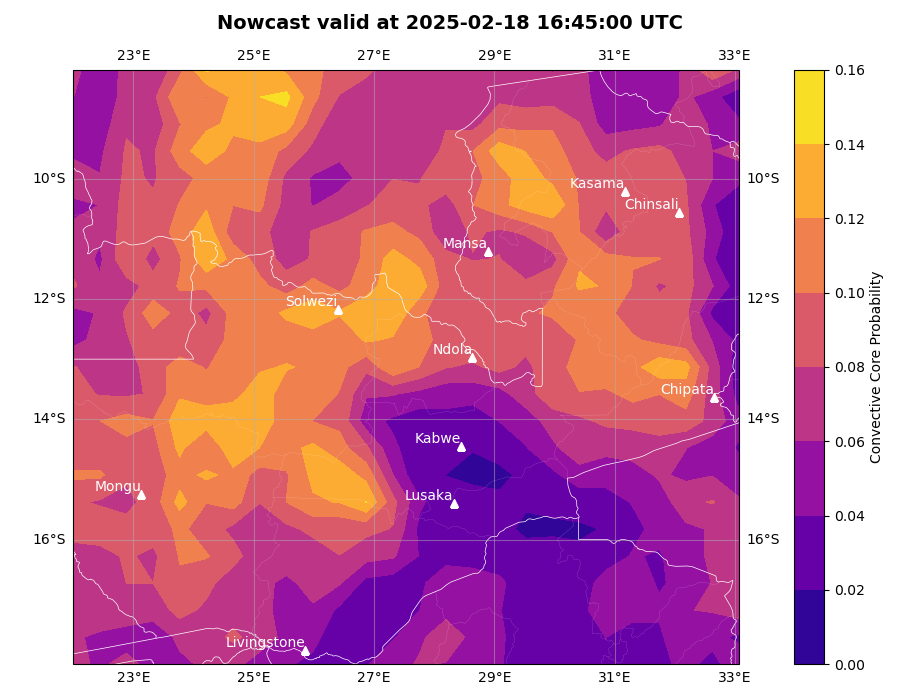 Nowcast valid at 2025-02-18 16:45:00 UTC
23°E 25°E 27°E 29°E 31°E 33°E
0.16
0.14
10°S Kasama 10°S
Chinsali
0.12
Mansa
12°S Solwezi 12°S 0.10
Ndola
0.08
Chipata
14°S 14°S
Kabwe
0.06
Mongu
Lusaka
0.04
16°S 16°S
0.02
Livingstone
0.00
23°E 25°E 27°E 29°E 31°E 33°E
Convective Core Probability